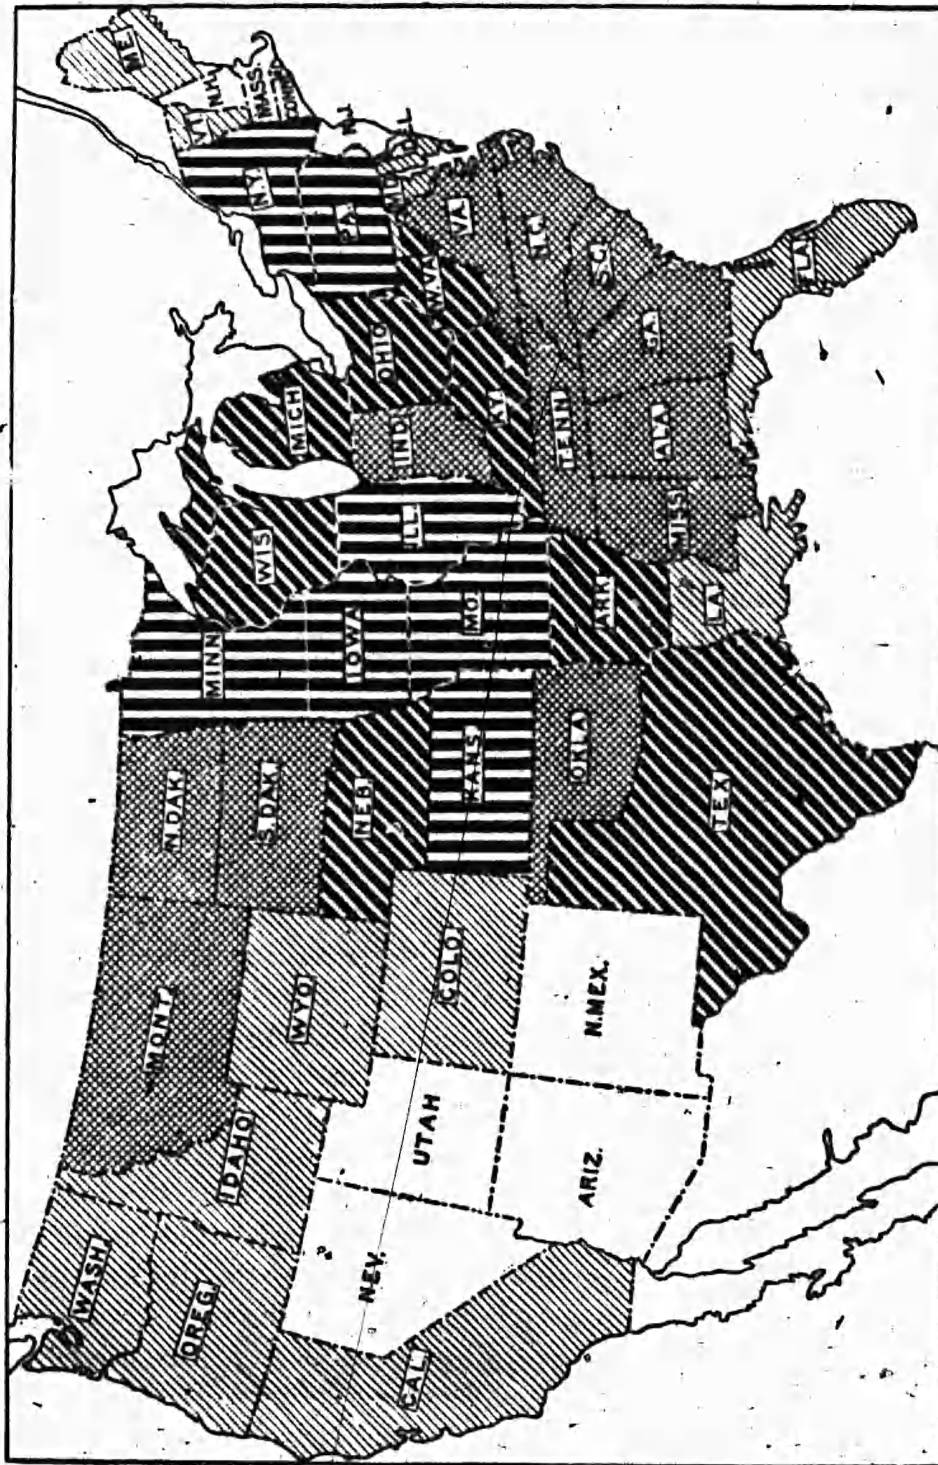 WASH.
OREG.
CAL.
NEV.
IDAHO
MONT.
WYO.
UTAH
ARIZ.
COLO.
N.MEX.
N.DAK.
S.DAK.
NEB.
KANS.
OKLA.
TEX.
MINN.
IOWA
MO.
ARK.
LA.
WIS.
ILL.
MICH.
IND.
OHIO
KY.
TENN.
MISS.
ALA.
GA.
FLA.
S.C.
N.C.
VA.
W.VA.
MD.
DEL.
PA.
N.J.
N.Y.
CONN.
MASS.
VT.
N.H.
ME.